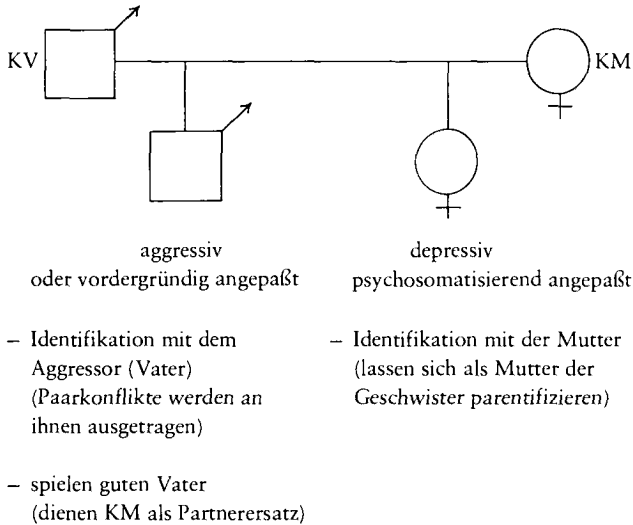 KV
KM
aggressiv
oder vordergründig angepaßt
depressiv
psychosomatisierend angepaßt
– Identifikation mit dem
Aggressor (Vater)
(Paarkonflikte werden an
ihnen ausgetragen)
– spielen guten Vater
(dienen KM als Partnerersatz)
– Identifikation mit der Mutter
(lassen sich als Mutter der
Geschwister parentifizieren)